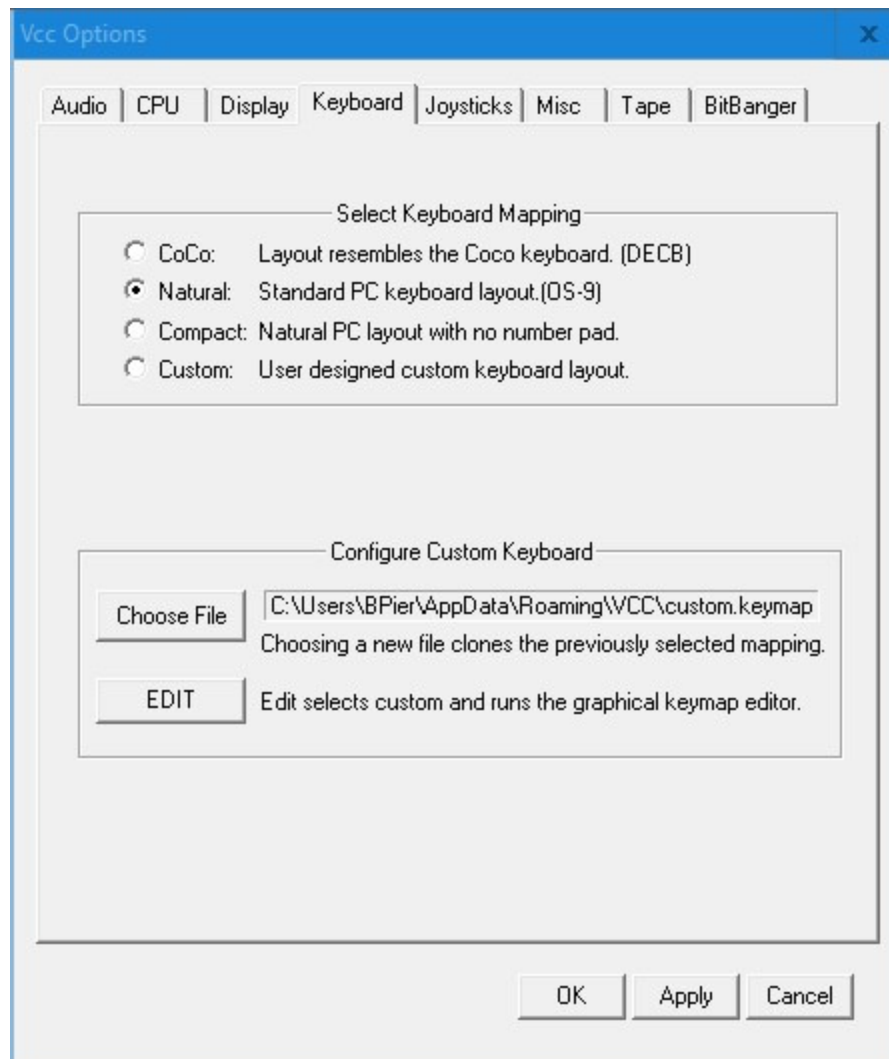 Vcc Options
x
Audio CPU Display Keyboard Joysticks Misc Tape BitBanger
Select Keyboard Mapping
CoCo: Layout resembles the Coco keyboard. (DECB)
Natural: Standard PC keyboard layout.(OS-9)
Compact: Natural PC layout with no number pad.
Custom: User designed custom keyboard layout.
Configure Custom Keyboard
Choose File C:\Users\BPier\AppData\Roaming\VCC\custom.keymap
Choosing a new file clones the previously selected mapping.
EDIT Edit selects custom and runs the graphical keymap editor.
OK Apply Cancel